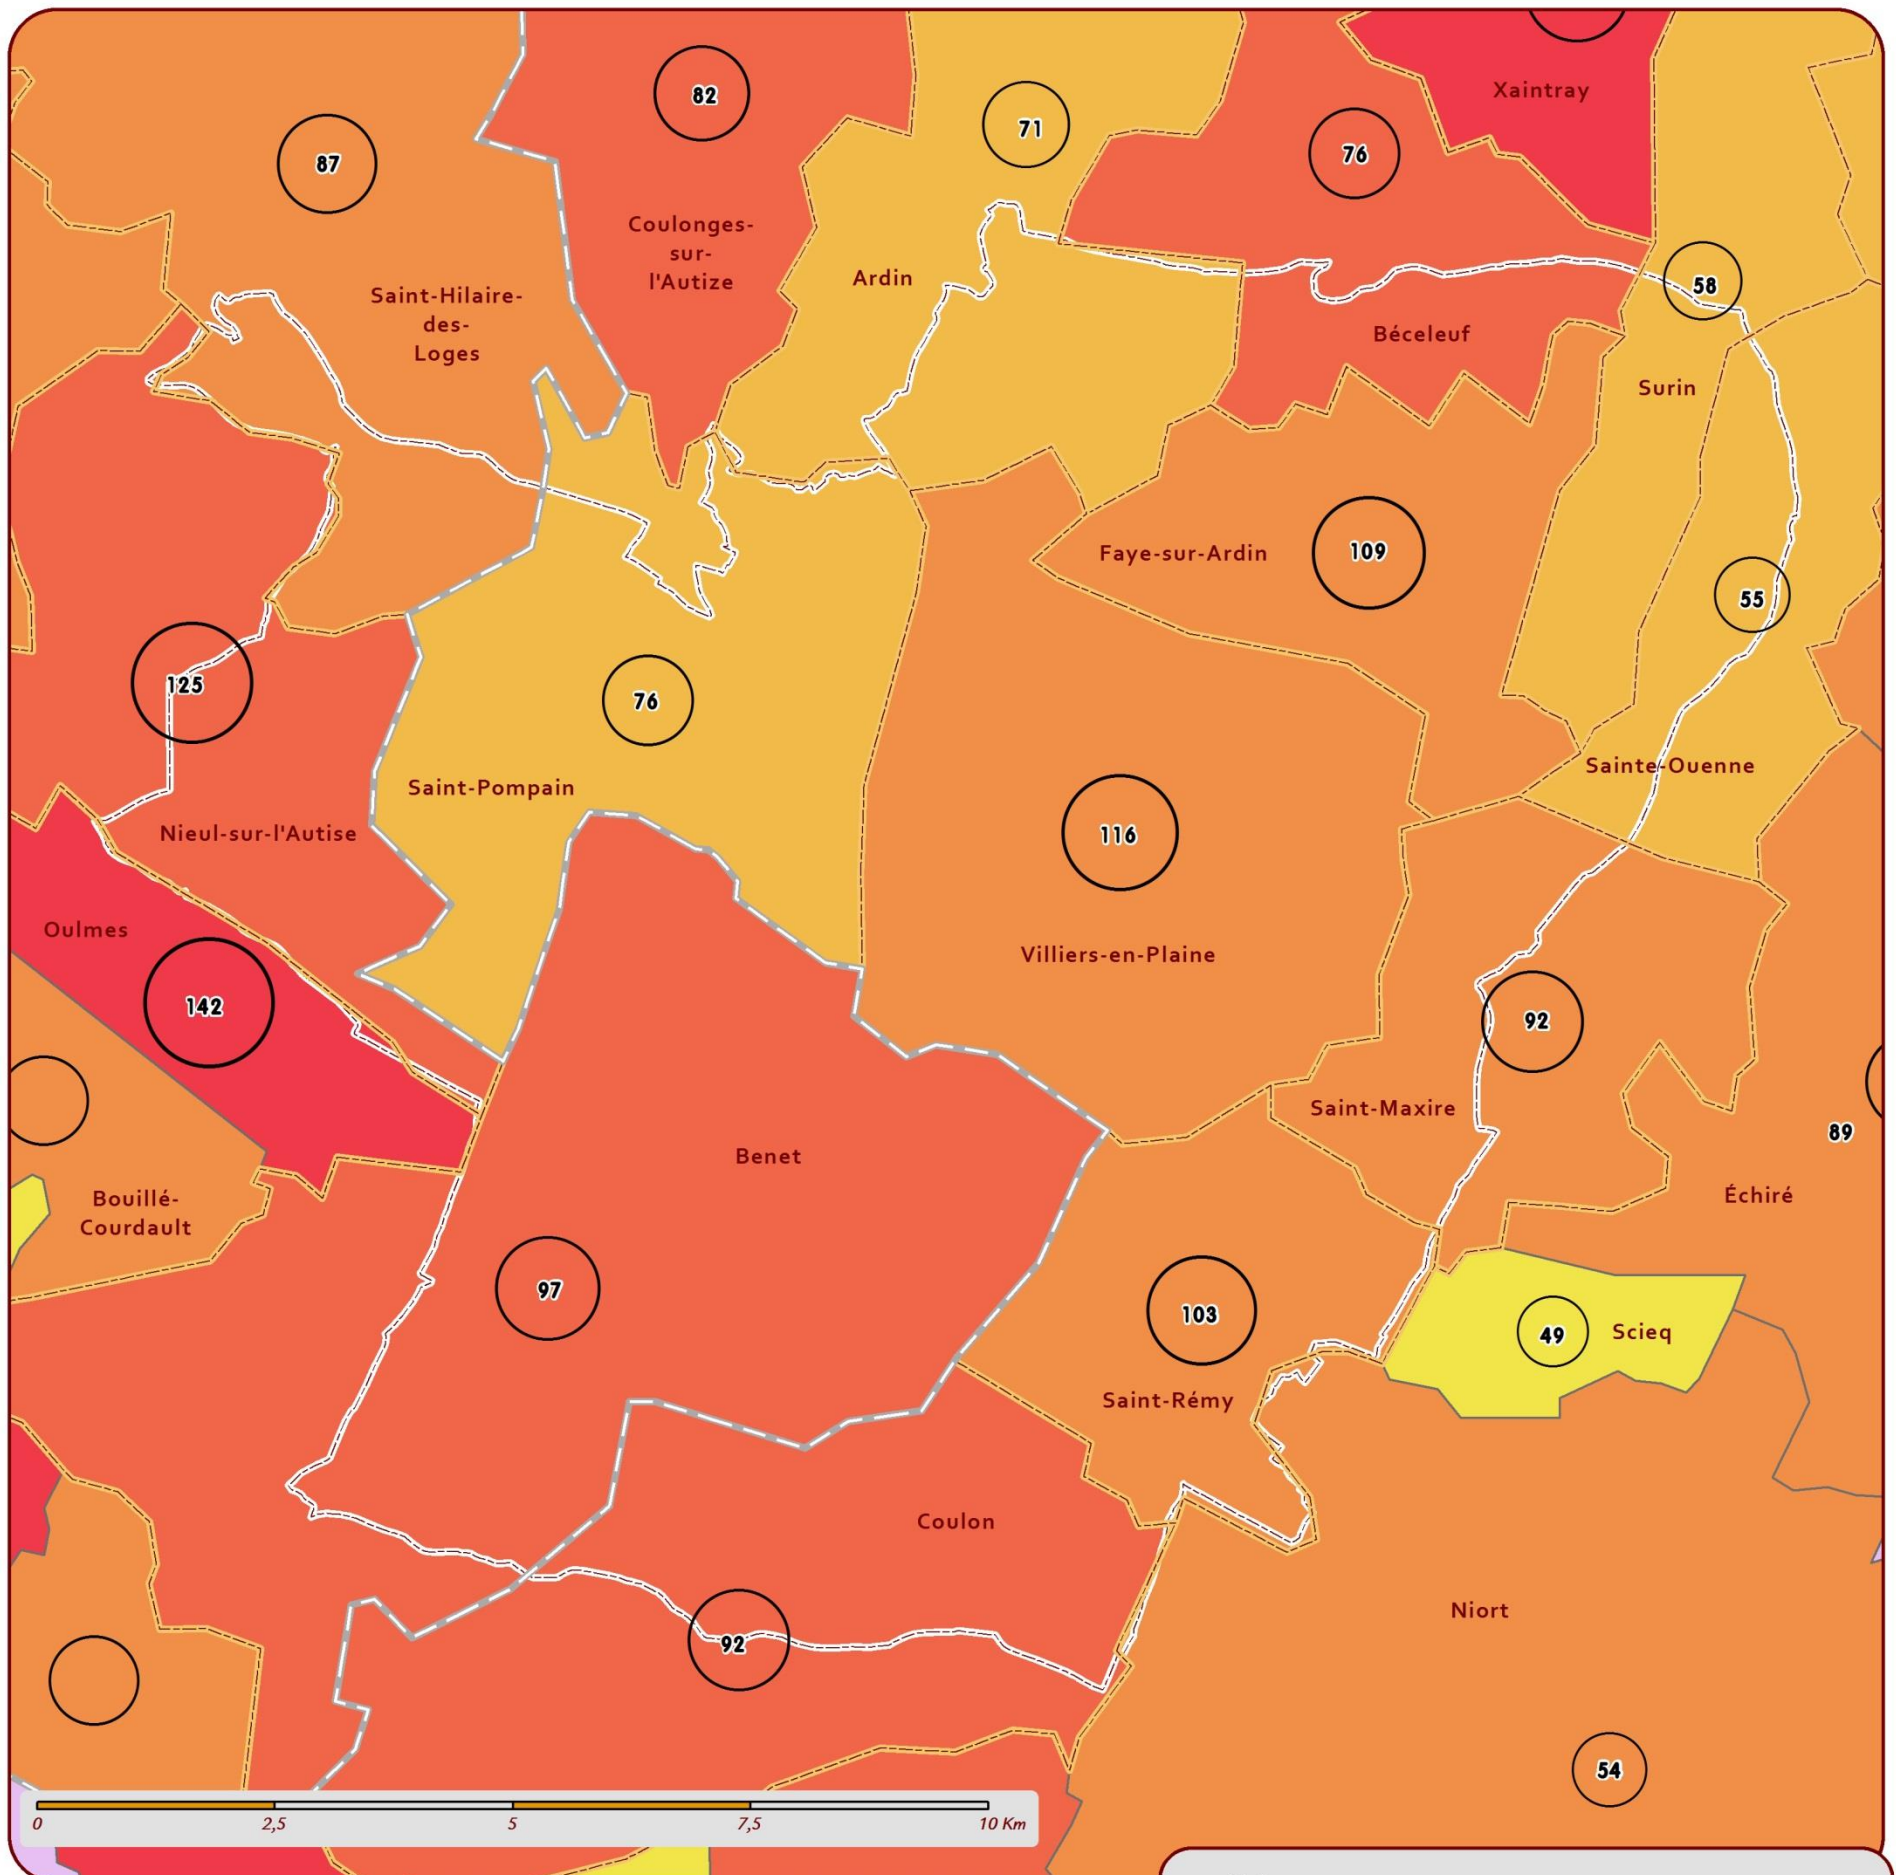 82
Xaintray
71
76
87
Coulonges-
sur-
l'Autize
Ardin
58
Saint-Hilaire-
des-
Loges
Béceleuf
Surin
Faye-sur-Ardin
109
55
125
76
Sainte-Ouenne
Saint-Pompain
Nieul-sur-l'Autise
116
Oulmes
Villiers-en-Plaine
142
92
Saint-Maxire
89
Benet
Échiré
Bouillé-
Courdault
97
103
49
Sciecq
Saint-Rémy
Coulon
Niort
92
54
0
2,5
5
7,5
10 Km